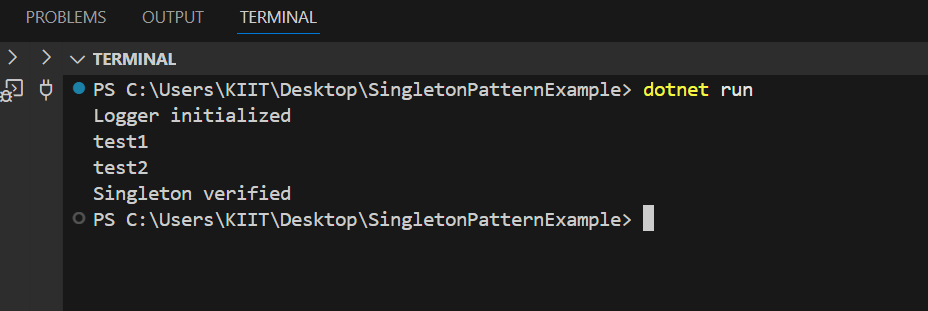 PROBLEMS OUTPUT TERMINAL
TERMINAL
PS C:\Users\KIIT\Desktop\SingletonPatternExample> dotnet run
Logger initialized
test1
test2
Singleton verified
PS C:\Users\KIIT\Desktop\SingletonPatternExample>